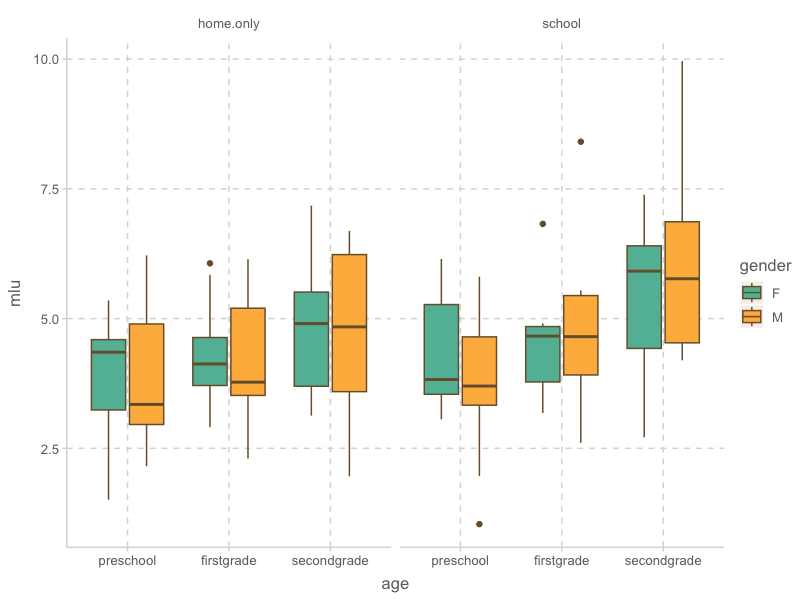 home.only school
10.0
7.5
5.0
2.5
mlu
preschool firstgrade secondgrade preschool firstgrade secondgrade
age
gender
F
M